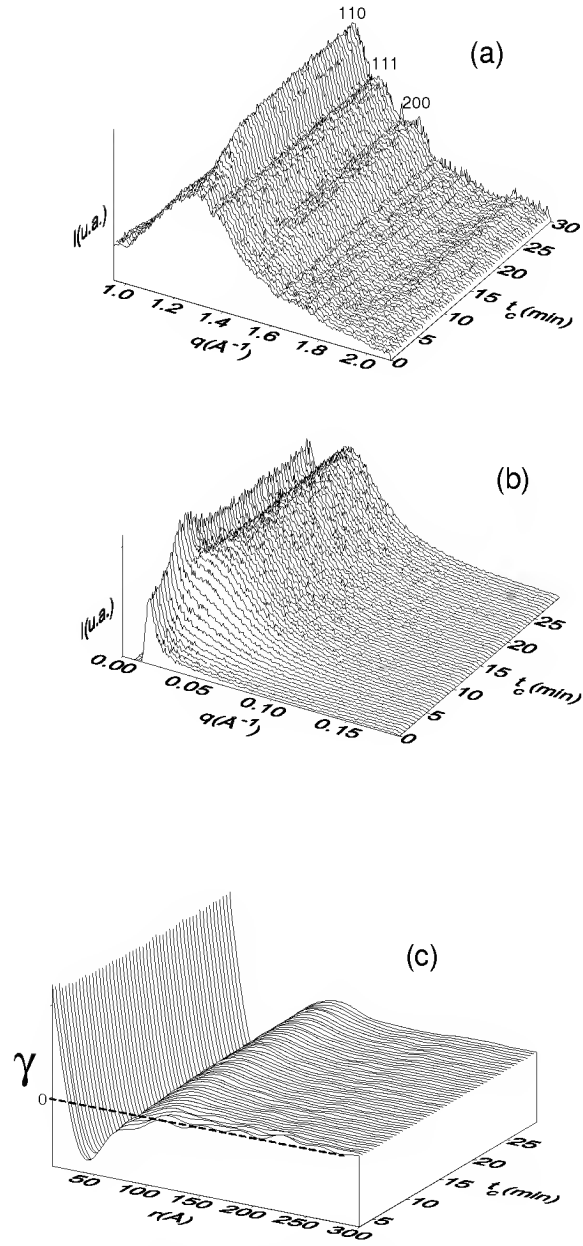 110
(a)
111
200
I(u.a.)
1.0 1.2 1.4 1.6 1.8 2.0
q(A⁻¹)
0 5 10 15 20 25 30
t_c (min)
(b)
I(u.a.)
0.00 0.05 0.10 0.15
q(A⁻¹)
0 5 10 15 20 25
t_c (min)
(c)
γ
0
50 100 150 200 250 300
r(A)
5 10 15 20 25
t_c (min)